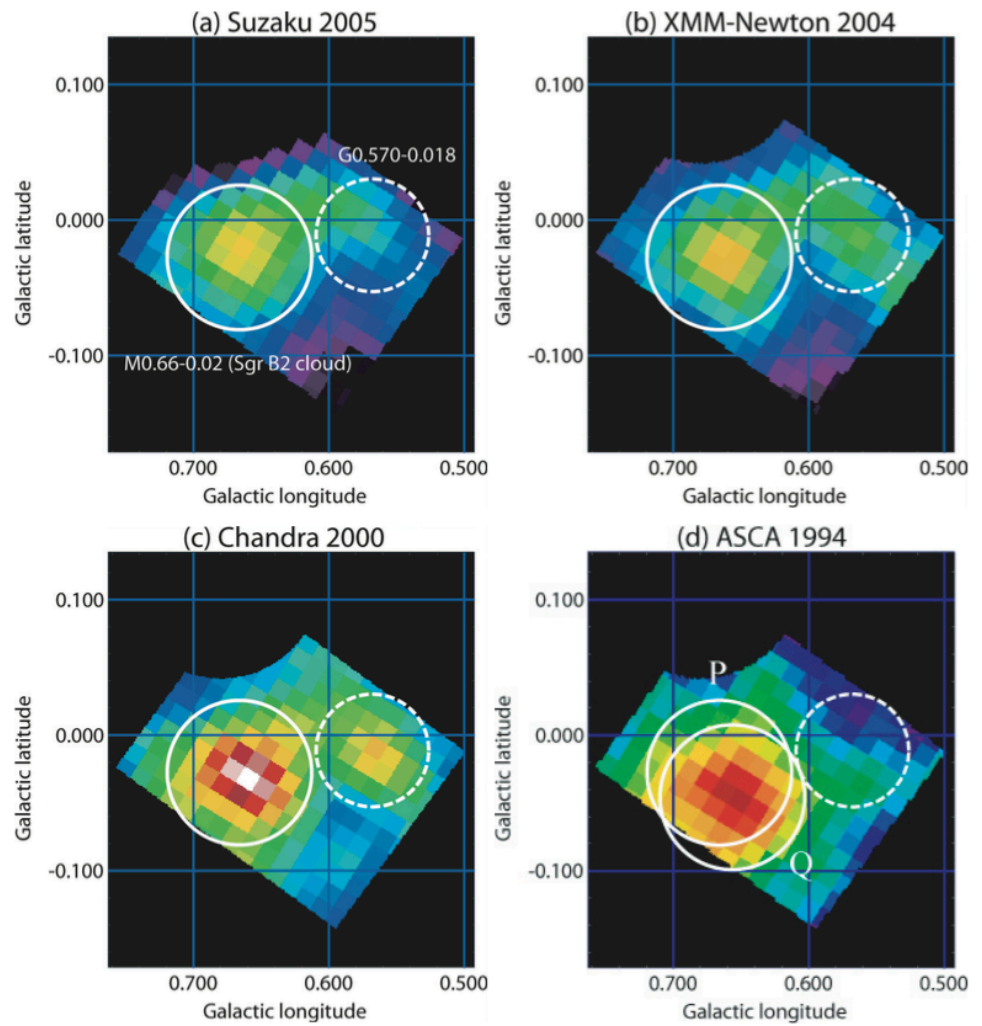 (a) Suzaku 2005
0.100
0.000
-0.100
Galactic latitude
G0.570-0.018
M0.66-0.02 (Sgr B2 cloud)
0.700 0.600 0.500
Galactic longitude
(b) XMM-Newton 2004
0.100
0.000
-0.100
Galactic latitude
0.700 0.600 0.500
Galactic longitude
(c) Chandra 2000
0.100
0.000
-0.100
Galactic latitude
0.700 0.600 0.500
Galactic longitude
(d) ASCA 1994
0.100
0.000
-0.100
Galactic latitude
P
Q
0.700 0.600 0.500
Galactic longitude